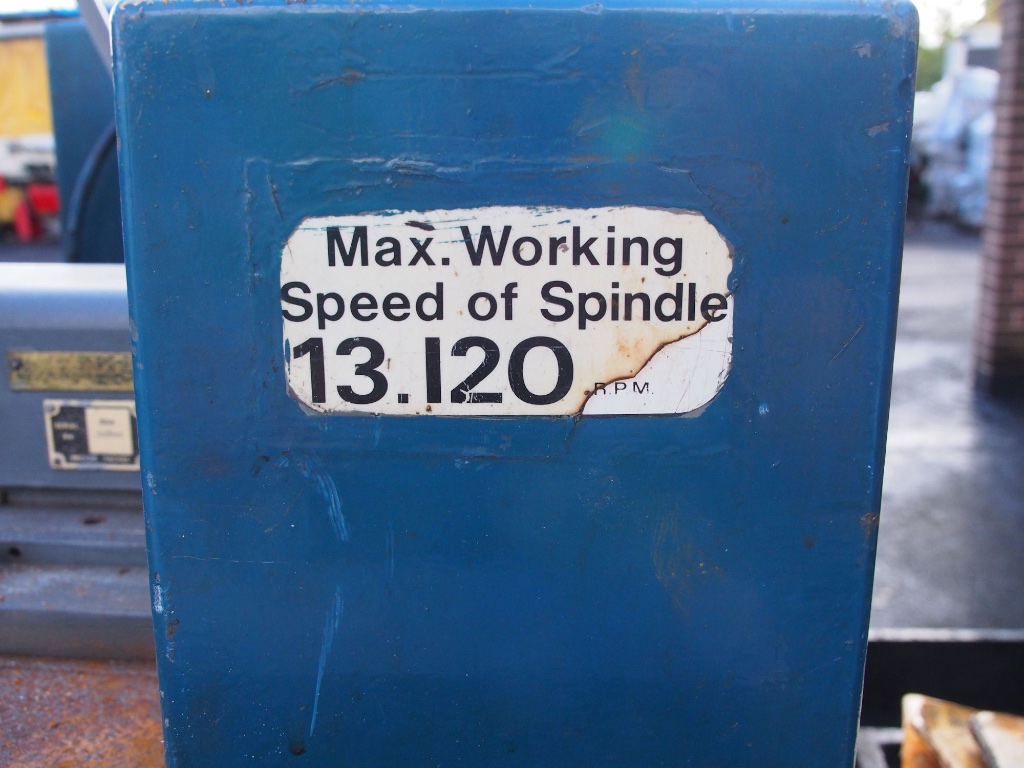 Max. Working
Speed of Spindle
13.120 R.P.M.